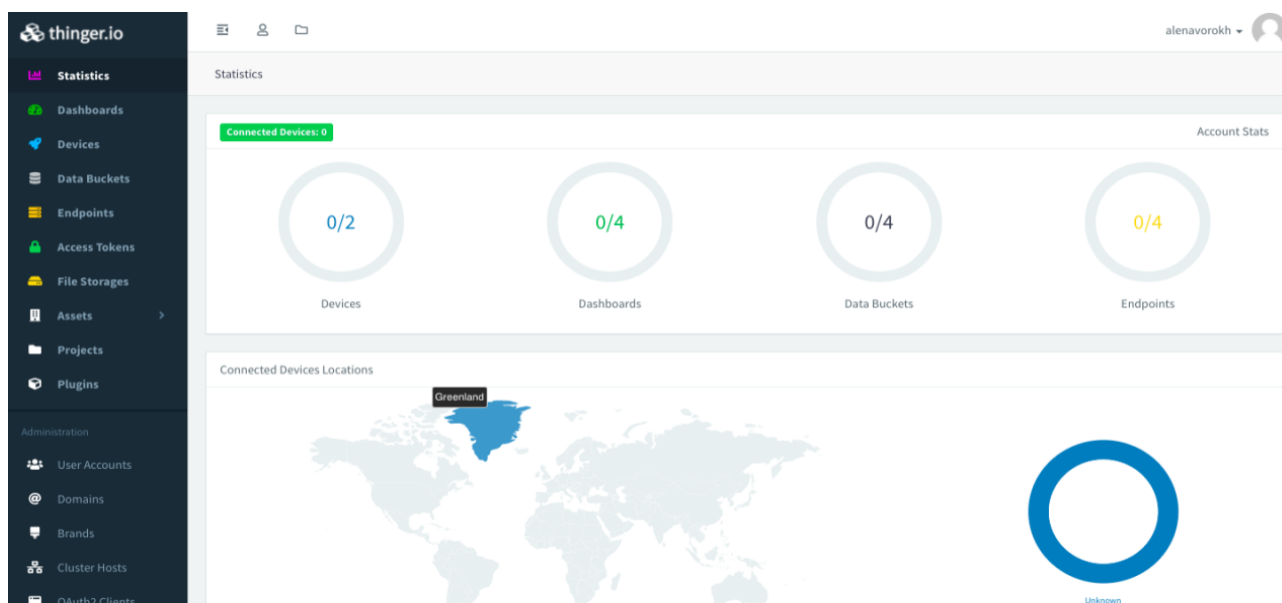 thinger.io
alenavorokh
Statistics
Dashboards
Devices
Data Buckets
Endpoints
Access Tokens
File Storages
Assets
Projects
Plugins
Administration
User Accounts
Domains
Brands
Cluster Hosts
OAuth2 Clients
Statistics
Connected Devices: 0
Account Stats
0/2
0/4
0/4
0/4
Devices
Dashboards
Data Buckets
Endpoints
Connected Devices Locations
Greenland
Unknown